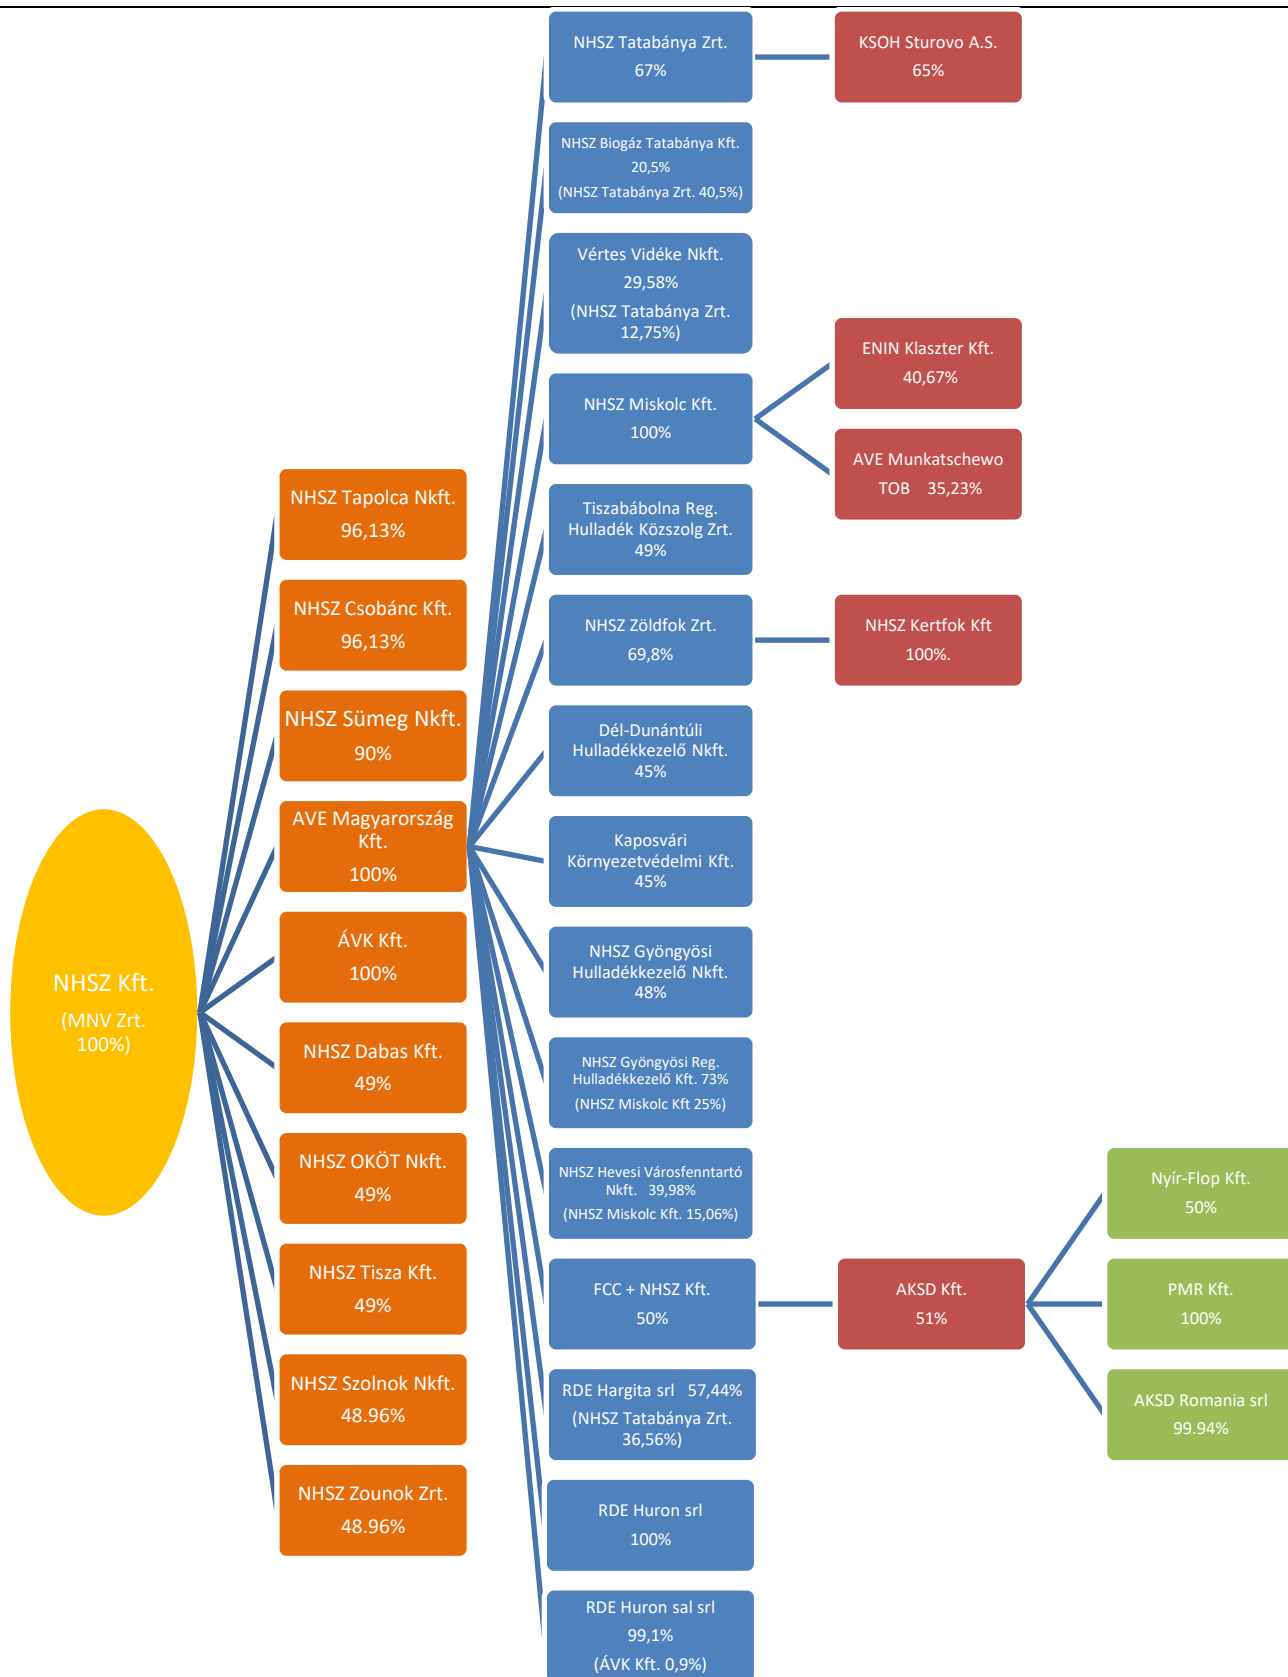 NHSZ Kft.
(MNV Zrt.
100%)
NHSZ Tapolca Nkft.
96,13%
NHSZ Csobánc Kft.
96,13%
NHSZ Sümeg Nkft.
90%
AVE Magyarország
Kft.
100%
ÁVK Kft.
100%
NHSZ Dabas Kft.
49%
NHSZ OKÖT Nkft.
49%
NHSZ Tisza Kft.
49%
NHSZ Szolnok Nkft.
48.96%
NHSZ Zounok Zrt.
48.96%
NHSZ Tatabánya Zrt.
67%
NHSZ Biogáz Tatabánya Kft.
20,5%
(NHSZ Tatabánya Zrt. 40,5%)
Vértes Vidéke Nkft.
29,58%
(NHSZ Tatabánya Zrt.
12,75%)
NHSZ Miskolc Kft.
100%
Tiszabábolna Reg.
Hulladék Közszolg Zrt.
49%
NHSZ Zöldfok Zrt.
69,8%
Dél-Dunántúli
Hulladékkezelő Nkft.
45%
Kaposvári
Környezetvédelmi Kft.
45%
NHSZ Gyöngyösi
Hulladékkezelő Nkft.
48%
NHSZ Gyöngyösi Reg.
Hulladékkezelő Kft. 73%
(NHSZ Miskolc Kft 25%)
NHSZ Hevesi Városfenntartó
Nkft. 39,98%
(NHSZ Miskolc Kft. 15,06%)
FCC + NHSZ Kft.
50%
RDE Hargita srl 57,44%
(NHSZ Tatabánya Zrt.
36,56%)
RDE Huron srl
100%
RDE Huron sal srl
99,1%
(ÁVK Kft. 0,9%)
KSOH Sturovo A.S.
65%
ENIN Klaszter Kft.
40,67%
AVE Munkatschewo
TOB 35,23%
NHSZ Kertfok Kft
100%.
AKSD Kft.
51%
Nyír-Flop Kft.
50%
PMR Kft.
100%
AKSD Romania srl
99.94%